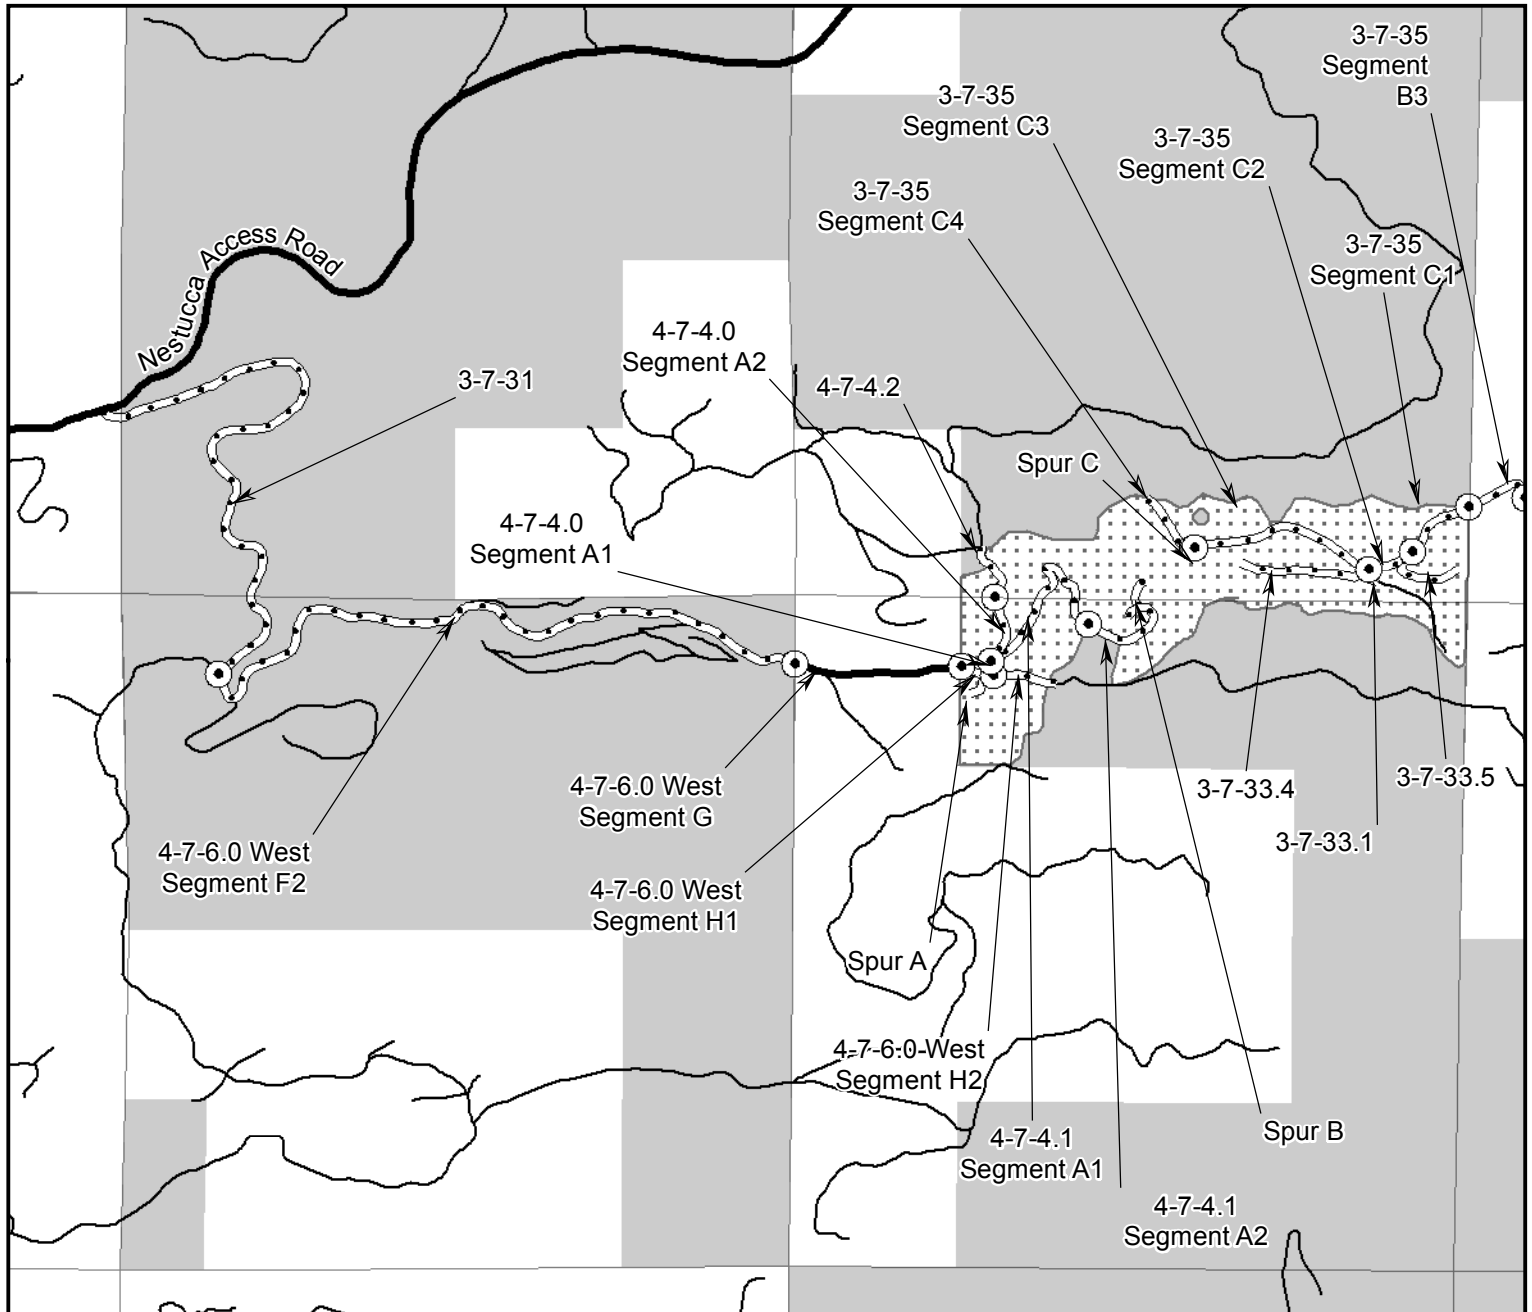 3-7-35
Segment
B3
3-7-35
Segment C3
3-7-35
Segment C2
3-7-35
Segment C4
3-7-35
Segment C1
Nestucca Access Road
4-7-4.0
Segment A2
3-7-31
4-7-4.2
Spur C
4-7-4.0
Segment A1
3-7-33.5
3-7-33.4
4-7-6.0 West
Segment G
3-7-33.1
4-7-6.0 West
Segment F2
4-7-6.0 West
Segment H1
Spur A
4-7-6.0 West
Segment H2
Spur B
4-7-4.1
Segment A1
4-7-4.1
Segment A2